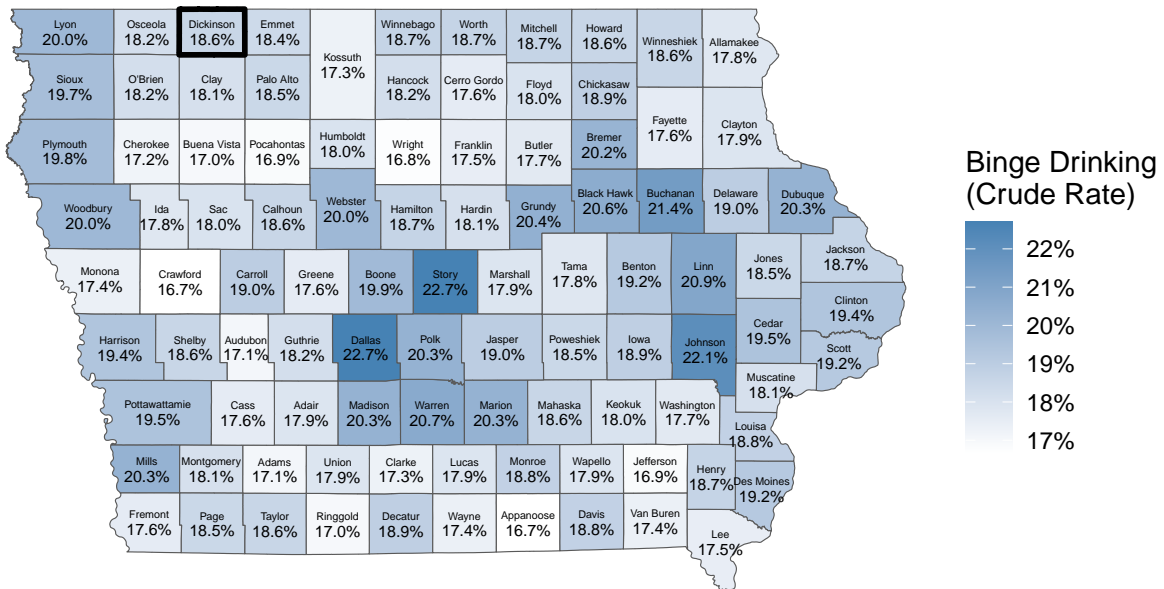 Lyon
20.0%
Osceola
18.2%
Dickinson
18.6%
Emmet
18.4%
Kossuth
17.3%
Winnebago
18.7%
Worth
18.7%
Mitchell
18.7%
Howard
18.6%
Winneshiek
18.6%
Allamakee
17.8%
Sioux
19.7%
O'Brien
18.2%
Clay
18.1%
Palo Alto
18.5%
Hancock
18.2%
Cerro Gordo
17.6%
Floyd
18.0%
Chickasaw
18.9%
Plymouth
19.8%
Cherokee
17.2%
Buena Vista
17.0%
Pocahontas
16.9%
Humboldt
18.0%
Wright
16.8%
Franklin
17.5%
Butler
17.7%
Bremer
20.2%
Fayette
17.6%
Clayton
17.9%
Woodbury
20.0%
Ida
17.8%
Sac
18.0%
Calhoun
18.6%
Webster
20.0%
Hamilton
18.7%
Hardin
18.1%
Grundy
20.4%
Black Hawk
20.6%
Buchanan
21.4%
Delaware
19.0%
Dubuque
20.3%
Monona
17.4%
Crawford
16.7%
Carroll
19.0%
Greene
17.6%
Boone
19.9%
Story
22.7%
Marshall
17.9%
Tama
17.8%
Benton
19.2%
Linn
20.9%
Jones
18.5%
Jackson
18.7%
Clinton
19.4%
Harrison
19.4%
Shelby
18.6%
Audubon
17.1%
Guthrie
18.2%
Dallas
22.7%
Polk
20.3%
Jasper
19.0%
Poweshiek
18.5%
Iowa
18.9%
Johnson
22.1%
Cedar
19.5%
Scott
19.2%
Muscatine
18.1%
Pottawattamie
19.5%
Cass
17.6%
Adair
17.9%
Madison
20.3%
Warren
20.7%
Marion
20.3%
Mahaska
18.6%
Keokuk
18.0%
Washington
17.7%
Louisa
18.8%
Mills
20.3%
Montgomery
18.1%
Adams
17.1%
Union
17.9%
Clarke
17.3%
Lucas
17.9%
Monroe
18.8%
Wapello
17.9%
Jefferson
16.9%
Henry
18.7%
Des Moines
19.2%
Fremont
17.6%
Page
18.5%
Taylor
18.6%
Ringgold
17.0%
Decatur
18.9%
Wayne
17.4%
Appanoose
16.7%
Davis
18.8%
Van Buren
17.4%
Lee
17.5%
Binge Drinking
(Crude Rate)
22%
21%
20%
19%
18%
17%